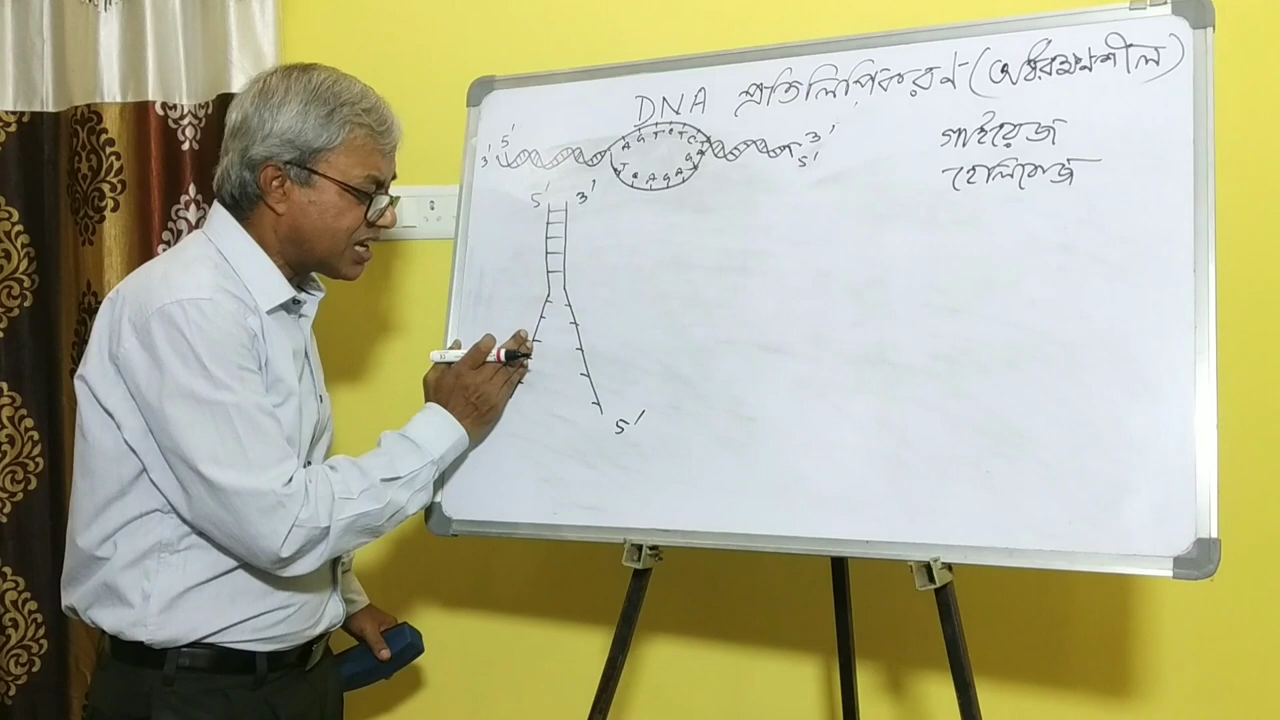 DNA প্রতিলিপিকরণ (অর্ধরক্ষণশীল)
গাইরেজ
হেলিকেজ
5' 3'
3' 5'
A G T C T C T
T C A G A G A
5' 3'
5'